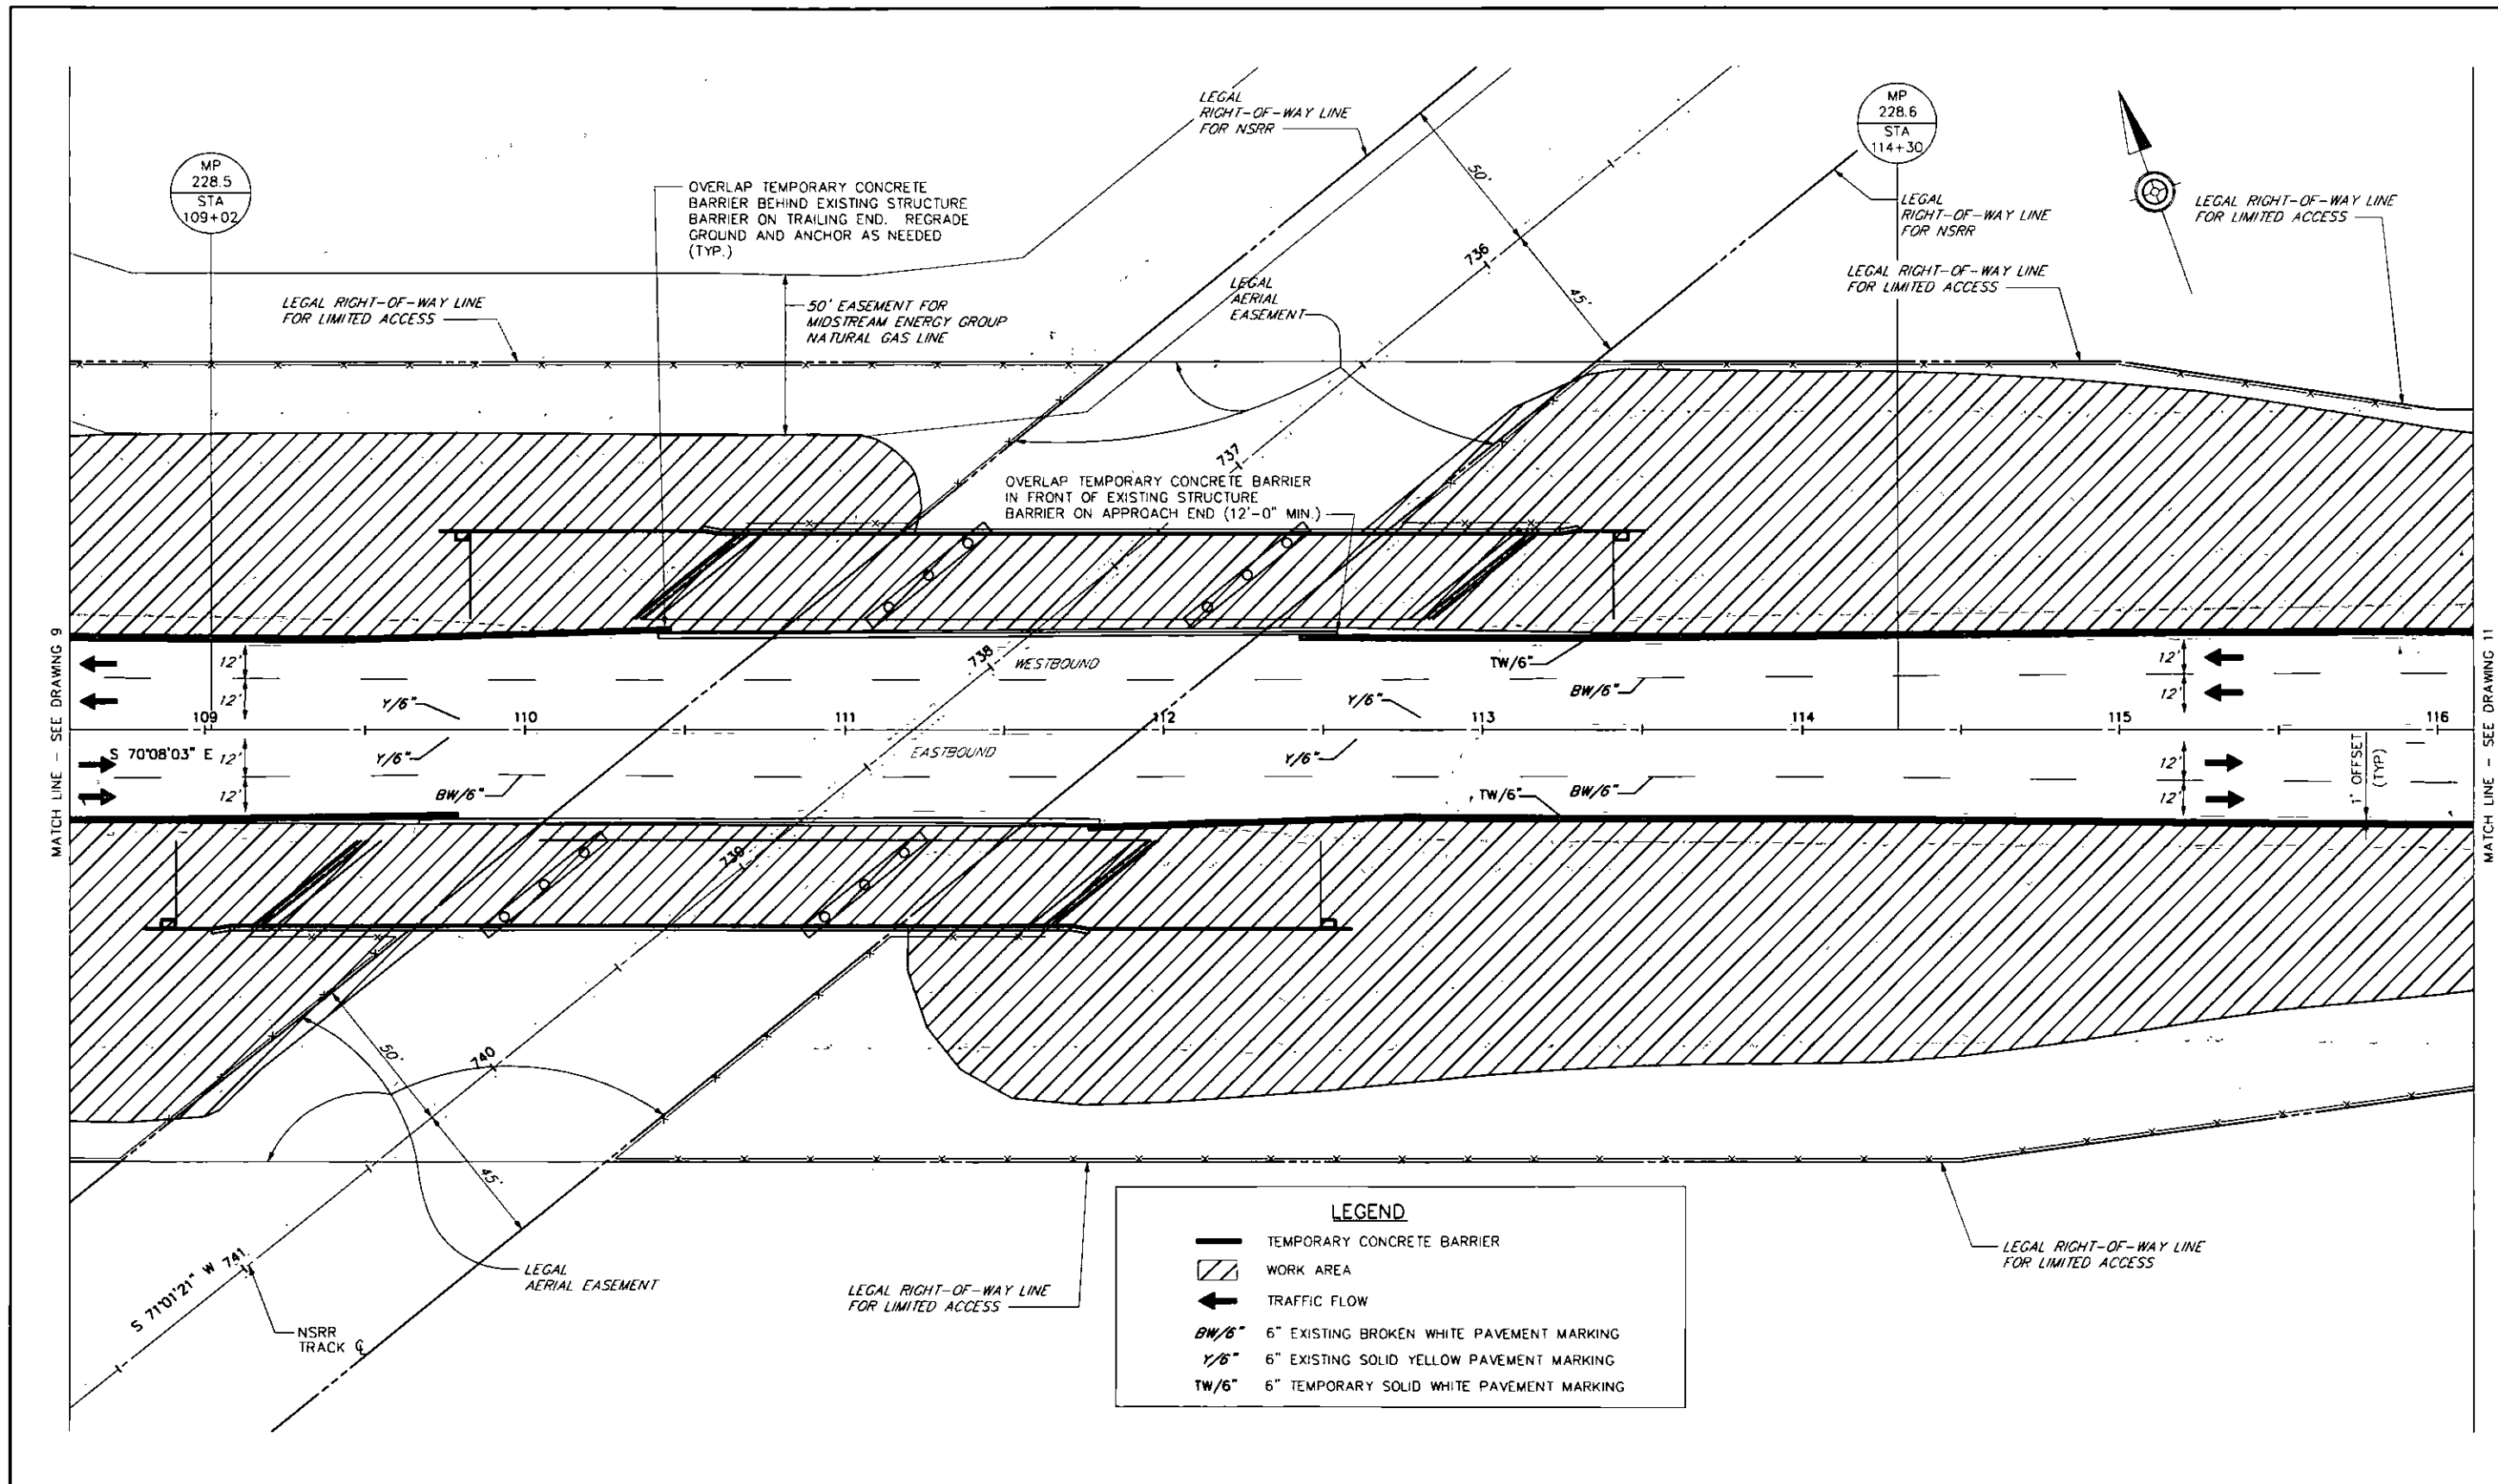 LEGAL
RIGHT-OF-WAY LINE
FOR NSRR
MP
228.6
STA
114+30
MP
228.5
STA
109+02
OVERLAP TEMPORARY CONCRETE
BARRIER BEHIND EXISTING STRUCTURE
BARRIER ON TRAILING END. REGRADE
GROUND AND ANCHOR AS NEEDED
(TYP.)
50'
LEGAL
RIGHT-OF-WAY LINE
FOR NSRR
LEGAL RIGHT-OF-WAY LINE
FOR LIMITED ACCESS
736
LEGAL RIGHT-OF-WAY LINE
FOR LIMITED ACCESS
LEGAL
AERIAL
EASEMENT
45'
LEGAL RIGHT-OF-WAY LINE
FOR LIMITED ACCESS
50' EASEMENT FOR
MIDSTREAM ENERGY GROUP
NATURAL GAS LINE
737
OVERLAP TEMPORARY CONCRETE BARRIER
IN FRONT OF EXISTING STRUCTURE
BARRIER ON APPROACH END (12'-0" MIN.)
MATCH LINE - SEE DRAWING 9
MATCH LINE - SEE DRAWING 11
12'
12'
738
WESTBOUND
TW/6"
BW/6"
12'
12'
Y/6"
Y/6"
109
110
111
112
113
114
115
116
S 70°08'03" E
12'
12'
Y/6"
BW/6"
EASTBOUND
Y/6"
TW/6"
BW/6"
12'
12'
1' OFFSET
(TYP)
739
50'
740
45'
S 71°01'21" W
741
NSRR
TRACK ℄
LEGAL
AERIAL EASEMENT
LEGAL RIGHT-OF-WAY LINE
FOR LIMITED ACCESS
LEGAL RIGHT-OF-WAY LINE
FOR LIMITED ACCESS
LEGEND
TEMPORARY CONCRETE BARRIER
WORK AREA
TRAFFIC FLOW
BW/6" 6" EXISTING BROKEN WHITE PAVEMENT MARKING
Y/6" 6" EXISTING SOLID YELLOW PAVEMENT MARKING
TW/6" 6" TEMPORARY SOLID WHITE PAVEMENT MARKING